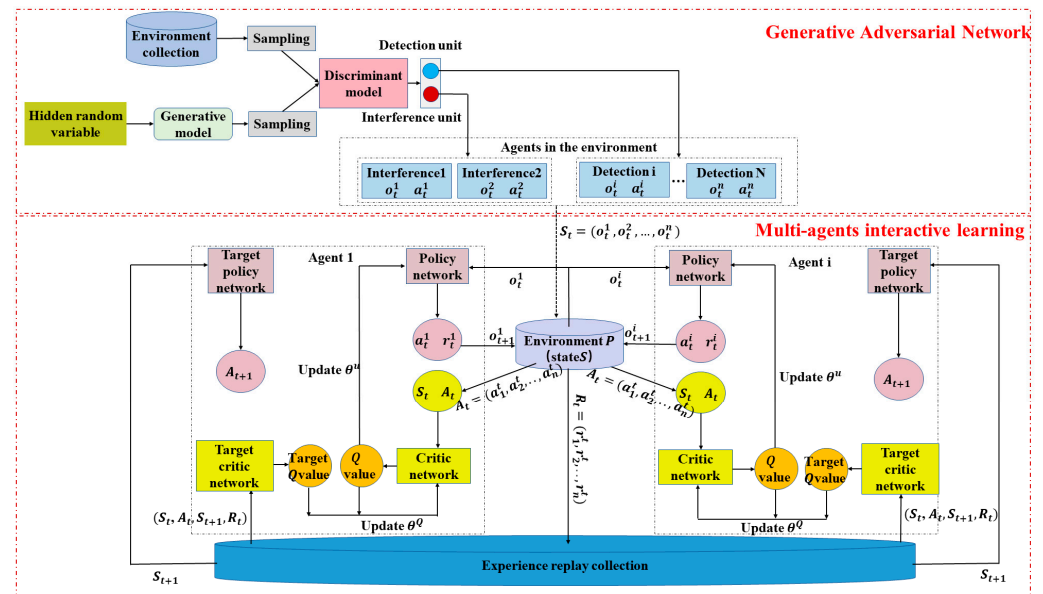 Generative Adversarial Network
Environment
collection
Sampling
Detection unit
Discriminant
model
Hidden random
variable
Generative
model
Sampling
Interference unit
Agents in the environment
Interference1
o_t^1 a_t^1
Interference2
o_t^2 a_t^2
Detection i
o_t^i a_t^i
...
Detection N
o_t^n a_t^n
S_t = (o_t^1, o_t^2, ..., o_t^n)
Multi-agents interactive learning
Target
policy
network
Agent 1
Policy
network
o_t^1
o_t^i
Policy
network
Agent i
Target
policy
network
a_t^1 r_t^1
o_{t+1}^1
Environment P
(stateS)
o_{t+1}^i
a_t^i r_t^i
A_{t+1}
Update θ^u
S_t A_t
A_t = (a_1^t, a_2^t, .., a_n^t)
R_t = (r_1^t, r_2^t, .., r_n^t)
A_t = (a_1^t, a_2^t, .., a_n^t)
S_t A_t
Update θ^u
A_{t+1}
Target
critic
network
Target
Qvalue
Q
value
Critic
network
Critic
network
Q
value
Target
Qvalue
Target
critic
network
(S_t, A_t, S_{t+1}, R_t)
Update θ^Q
Update θ^Q
(S_t, A_t, S_{t+1}, R_t)
S_{t+1}
Experience replay collection
S_{t+1}